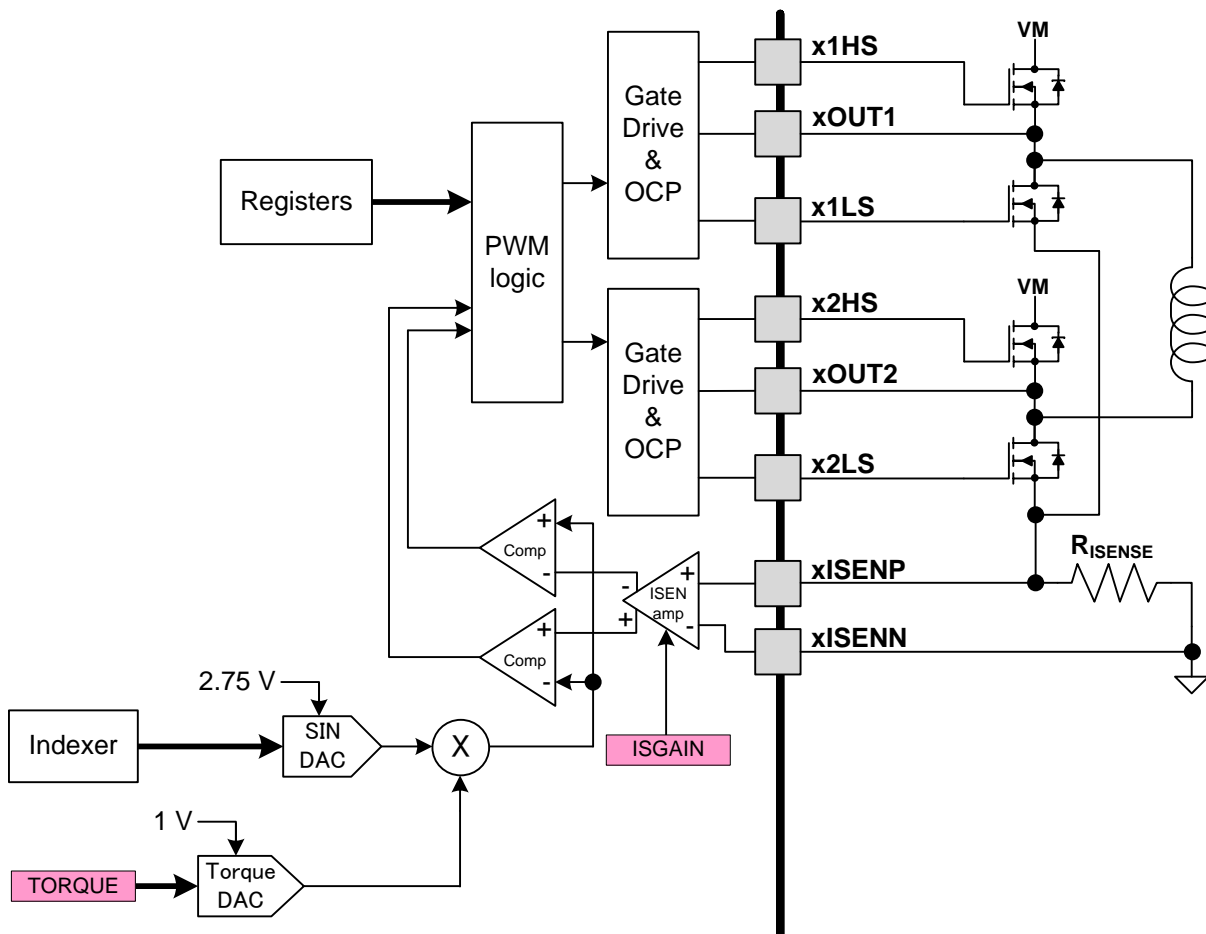 x1HS
VM
Gate
Drive
&
OCP
xOUT1
Registers
PWM
logic
x1LS
x2HS
VM
Gate
Drive
&
OCP
xOUT2
x2LS
+
Comp
-
RISENSE
xISENP
+
-
ISEN
amp
+
-
xISENN
+
Comp
-
2.75 V
Indexer
SIN
DAC
X
ISGAIN
1 V
TORQUE
Torque
DAC